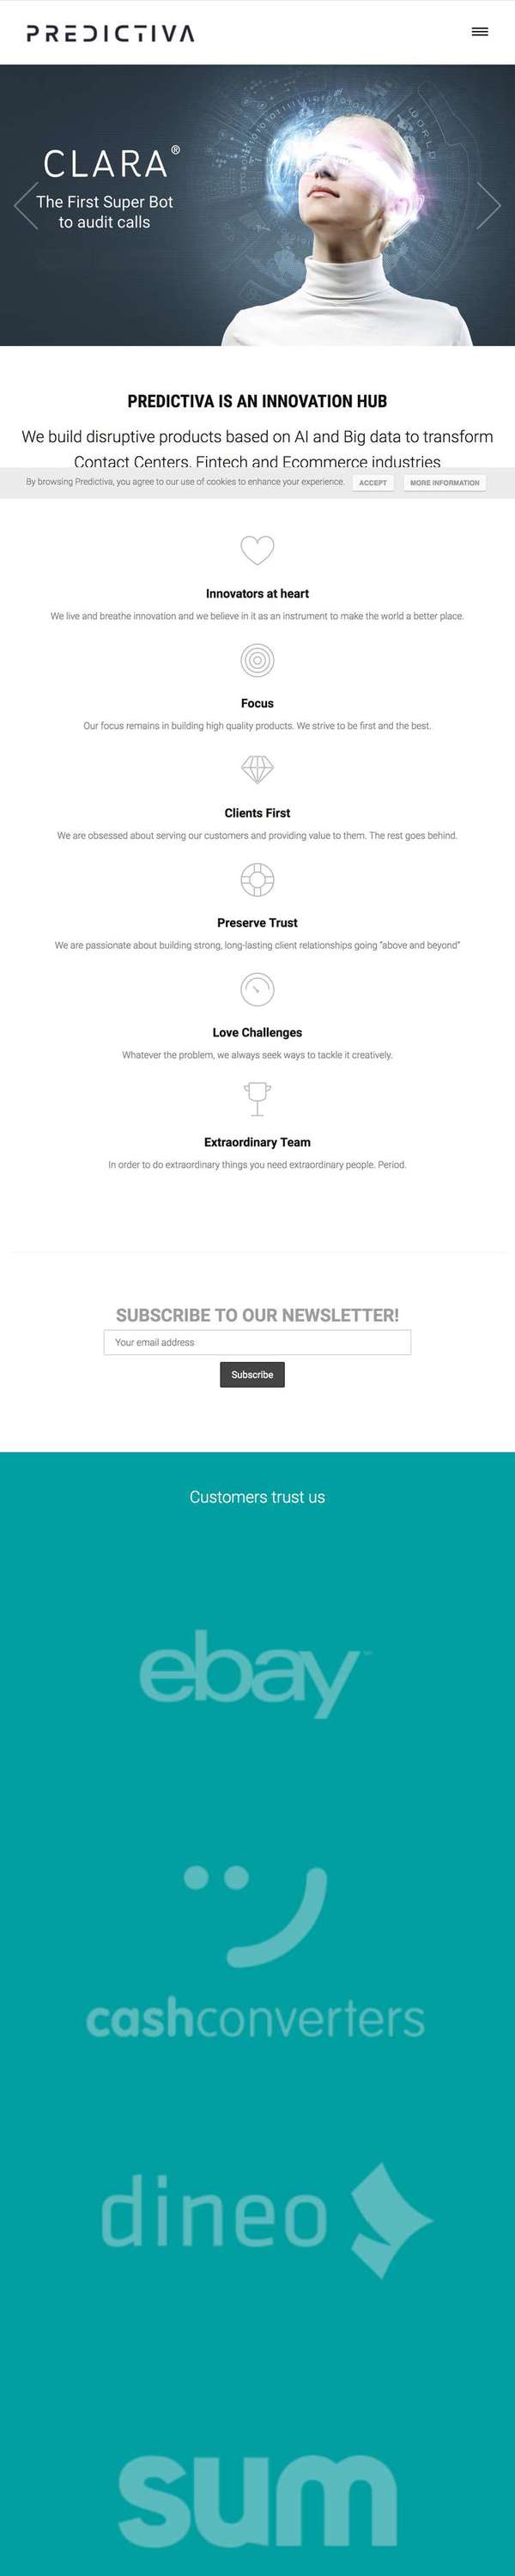 PREDICTIVA
CLARA®
The First Super Bot
to audit calls
WORLD
PREDICTIVA IS AN INNOVATION HUB
We build disruptive products based on AI and Big data to transform
Contact Centers, Fintech and Ecommerce industries
By browsing Predictiva, you agree to our use of cookies to enhance your experience. ACCEPT MORE INFORMATION
Innovators at heart
We live and breathe innovation and we believe in it as an instrument to make the world a better place.
Focus
Our focus remains in building high quality products. We strive to be first and the best.
Clients First
We are obsessed about serving our customers and providing value to them. The rest goes behind.
Preserve Trust
We are passionate about building strong, long-lasting client relationships going "above and beyond"
Love Challenges
Whatever the problem, we always seek ways to tackle it creatively.
Extraordinary Team
In order to do extraordinary things you need extraordinary people. Period.
SUBSCRIBE TO OUR NEWSLETTER!
Your email address
Subscribe
Customers trust us
ebay
cashconverters
dineo
sum